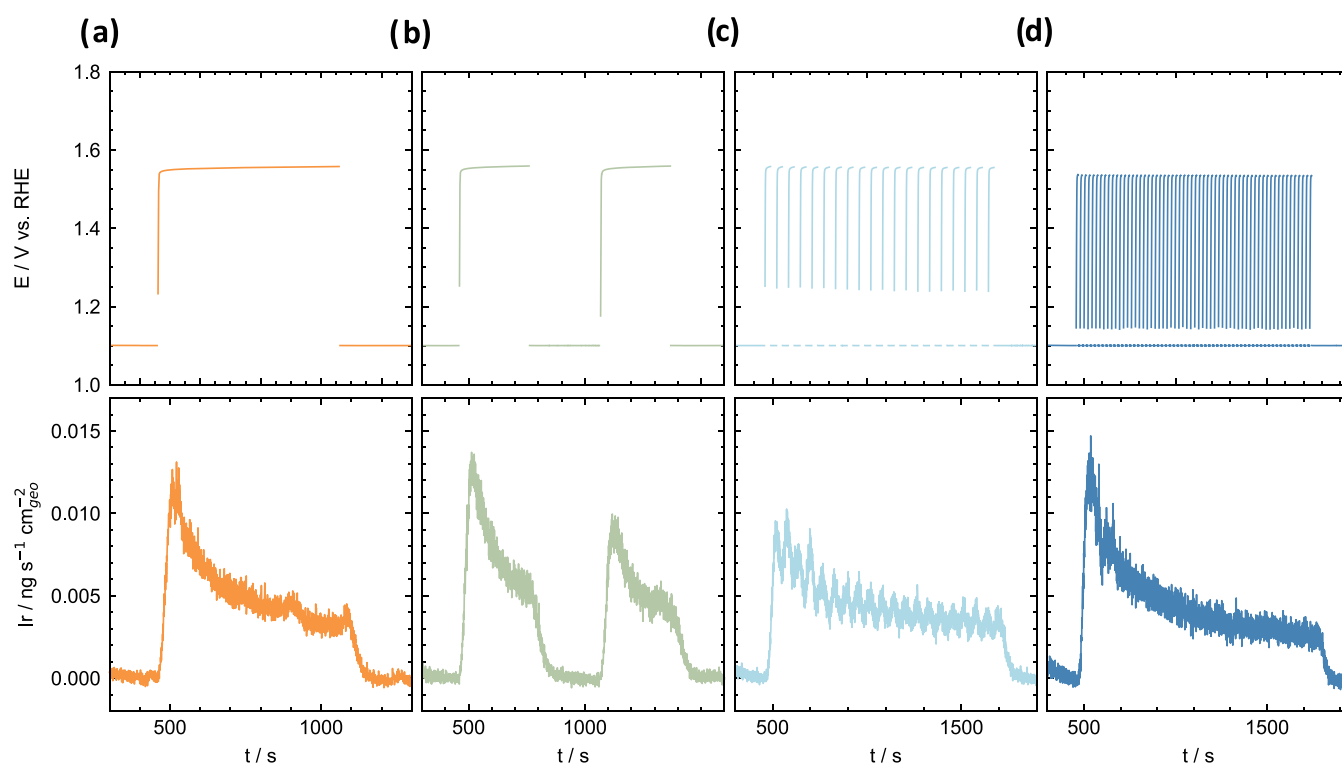 (a) (b) (c) (d)
1.8
1.6
1.4
1.2
1.0
E / V vs. RHE
0.015
0.010
0.005
0.000
Ir / ng s⁻¹ cm⁻²geo
500 1000 500 1000 500 1500 500 1500
t / s t / s t / s t / s